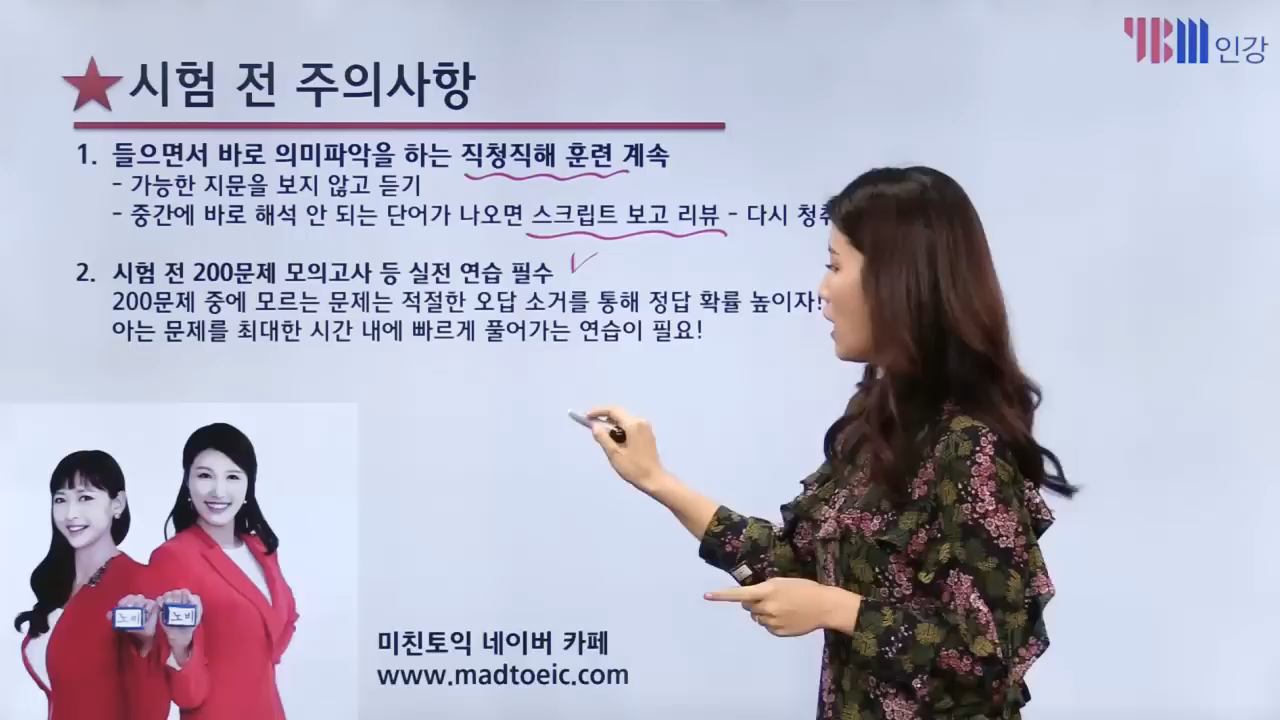 YBM 인강
★시험 전 주의사항
1. 들으면서 바로 의미파악을 하는 직청직해 훈련 계속
- 가능한 지문을 보지 않고 듣기
- 중간에 바로 해석 안 되는 단어가 나오면 스크립트 보고 리뷰 - 다시 청
2. 시험 전 200문제 모의고사 등 실전 연습 필수
200문제 중에 모르는 문제는 적절한 오답 소거를 통해 정답 확률 높이자!
아는 문제를 최대한 시간 내에 빠르게 풀어가는 연습이 필요!
노비 노비
미친토익 네이버 카페
www.madtoeic.com